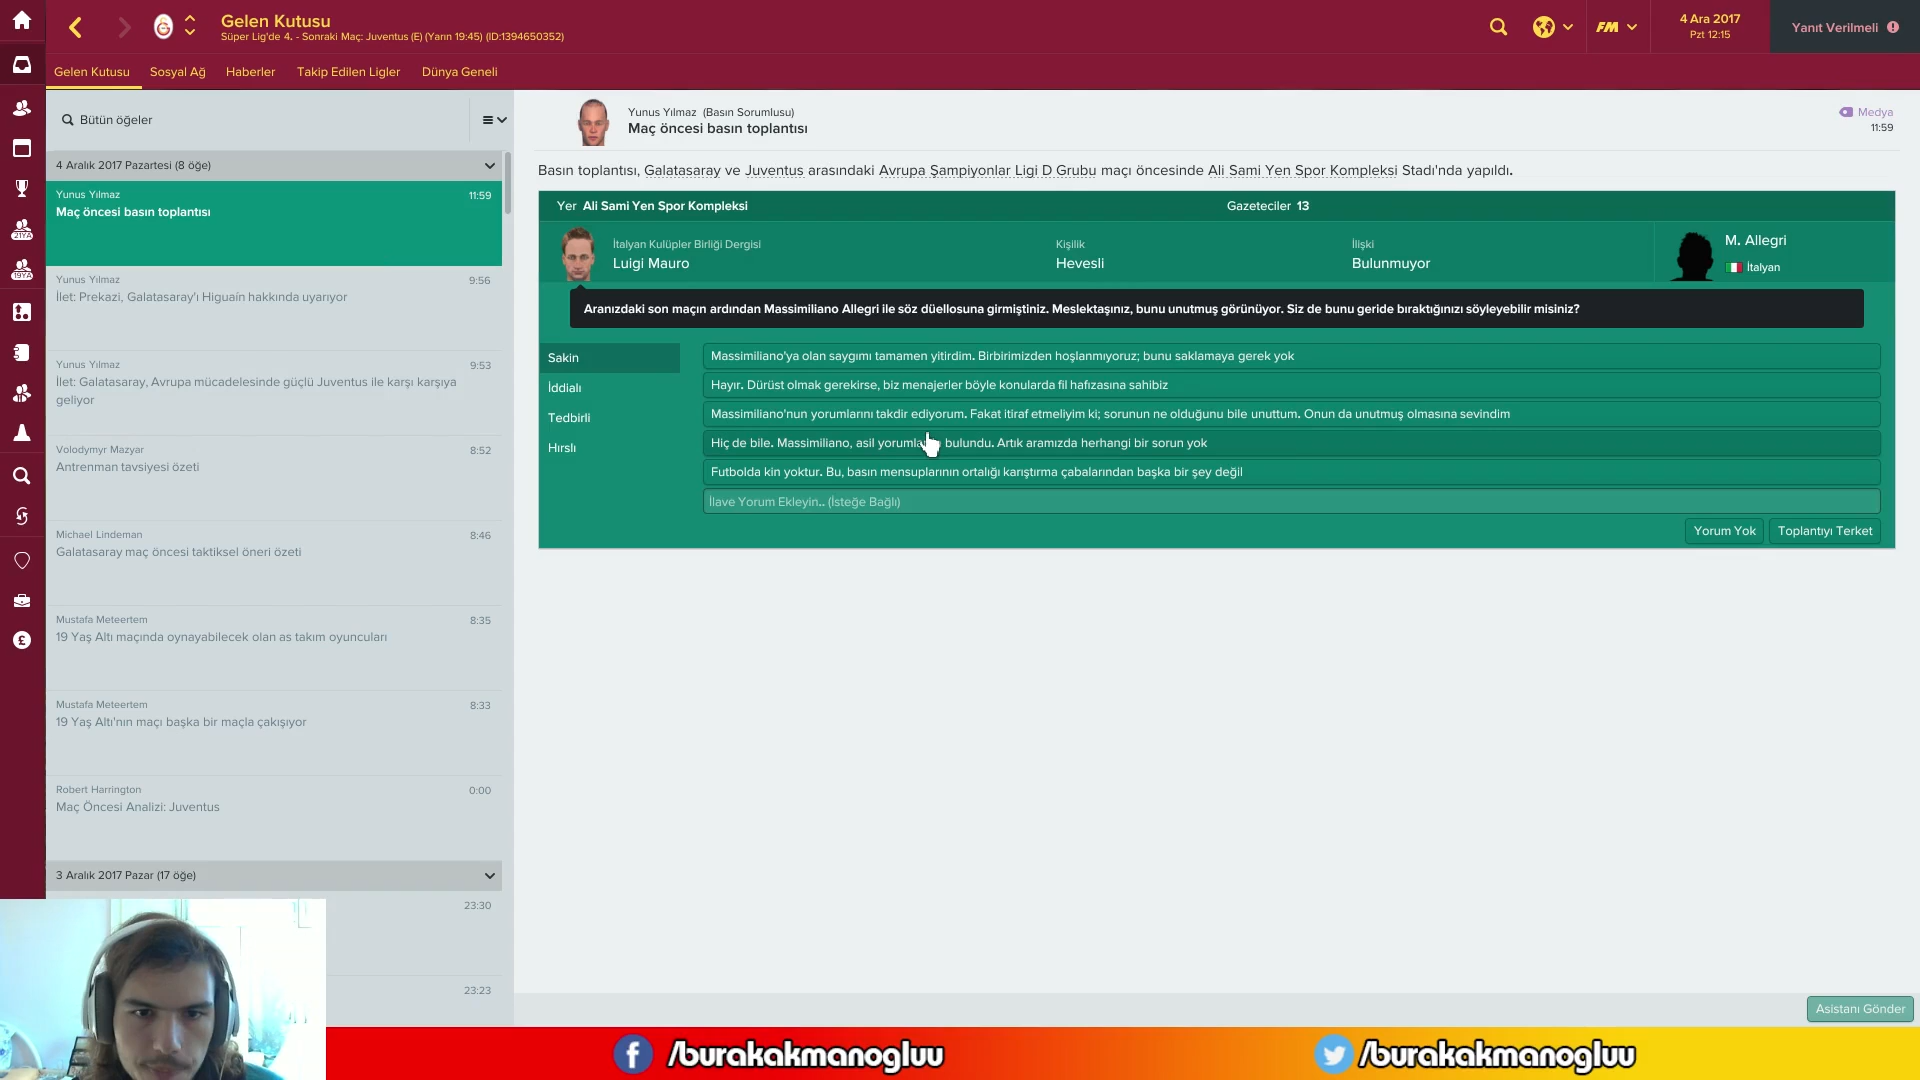 Gelen Kutusu
Süper Lig'de 4. - Sonraki Maç: Juventus (E) (Yarın 19:45) (ID:1394650352)
FM
4 Ara 2017
Pzt 12:15
Yanıt Verilmeli
Gelen Kutusu Sosyal Ağ Haberler Takip Edilen Ligler Dünya Geneli
Bütün öğeler
4 Aralık 2017 Pazartesi (8 öğe)
Yunus Yılmaz 11:59
Maç öncesi basın toplantısı
Yunus Yılmaz 9:56
İlet: Prekazi, Galatasaray'ı Higuaín hakkında uyarıyor
Yunus Yılmaz 9:53
İlet: Galatasaray, Avrupa mücadelesinde güçlü Juventus ile karşı karşıya
geliyor
Volodymyr Mazyar 8:52
Antrenman tavsiyesi özeti
Michael Lindeman 8:46
Galatasaray maç öncesi taktiksel öneri özeti
Mustafa Meteertem 8:35
19 Yaş Altı maçında oynayabilecek olan as takım oyuncuları
Mustafa Meteertem 8:33
19 Yaş Altı'nın maçı başka bir maçla çakışıyor
Robert Harrington 0:00
Maç Öncesi Analizi: Juventus
3 Aralık 2017 Pazar (17 öğe)
23:30
23:23
21YA
19YA
Yunus Yılmaz (Basın Sorumlusu)
Maç öncesi basın toplantısı
Medya
11:59
Basın toplantısı, Galatasaray ve Juventus arasındaki Avrupa Şampiyonlar Ligi D Grubu maçı öncesinde Ali Sami Yen Spor Kompleksi Stadı'nda yapıldı.
Yer Ali Sami Yen Spor Kompleksi Gazeteciler 13
İtalyan Kulüpler Birliği Dergisi Kişilik İlişki
Luigi Mauro Hevesli Bulunmuyor
M. Allegri
İtalyan
Aranızdaki son maçın ardından Massimiliano Allegri ile söz düellosuna girmiştiniz. Meslektaşınız, bunu unutmuş görünüyor. Siz de bunu geride bıraktığınızı söyleyebilir misiniz?
Sakin
İddialı
Tedbirli
Hırslı
Massimiliano'ya olan saygımı tamamen yitirdim. Birbirimizden hoşlanmıyoruz; bunu saklamaya gerek yok
Hayır. Dürüst olmak gerekirse, biz menajerler böyle konularda fil hafızasına sahibiz
Massimiliano'nun yorumlarını takdir ediyorum. Fakat itiraf etmeliyim ki; sorunun ne olduğunu bile unuttum. Onun da unutmuş olmasına sevindim
Hiç de bile. Massimiliano, asil yorumlarda bulundu. Artık aramızda herhangi bir sorun yok
Futbolda kin yoktur. Bu, basın mensuplarının ortalığı karıştırma çabalarından başka bir şey değil
İlave Yorum Ekleyin.. (İsteğe Bağlı)
Yorum Yok Toplantıyı Terket
Asistanı Gönder
/burakakmanogluu /burakakmanogluu